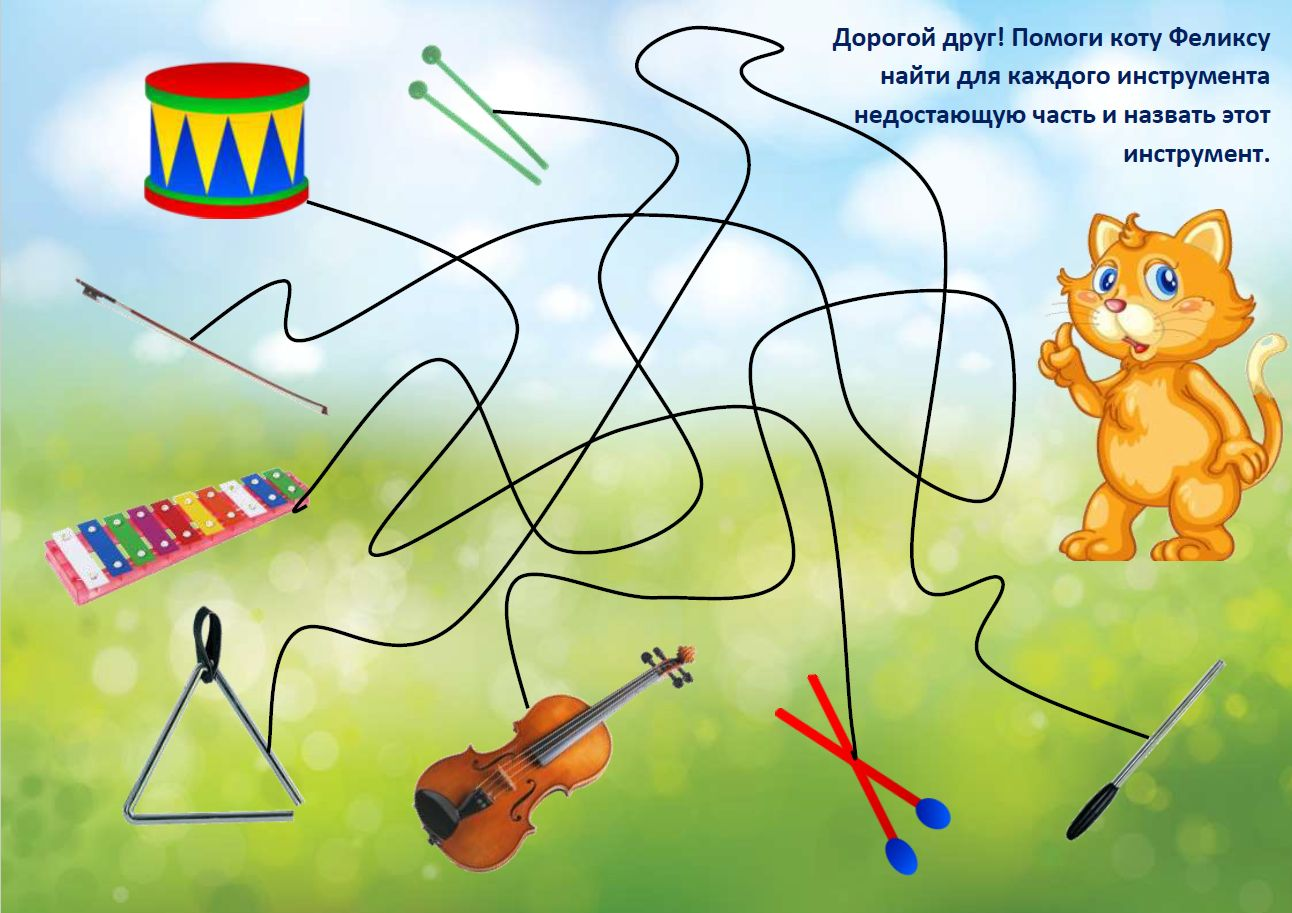 Дорогой друг! Помоги коту Феликсу
найти для каждого инструмента
недостающую часть и назвать этот
инструмент.